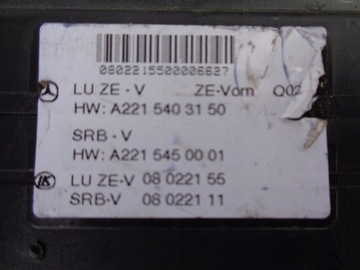 0802215500006627
LU ZE - V ZE-Vorn Q02
HW: A221 540 31 50
SRB - V
HW: A221 545 00 01
LK LU ZE-V 08 0221 55
SRB-V 08 0221 11